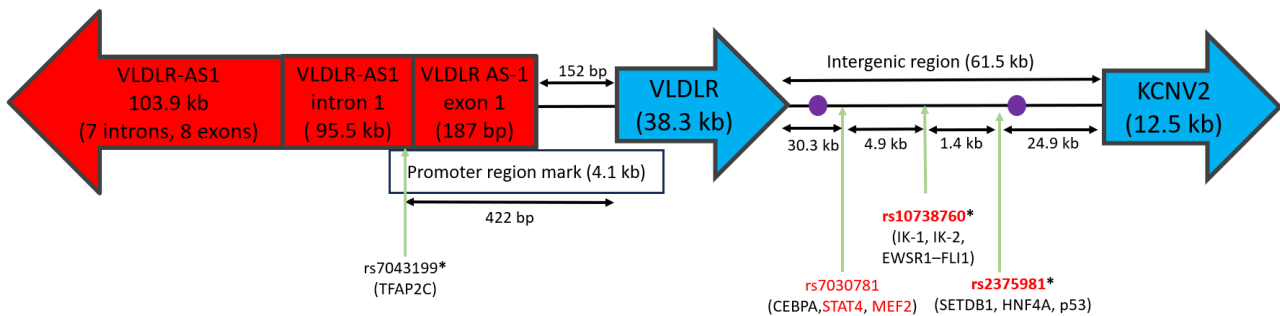 VLDLR-AS1
103.9 kb
(7 introns, 8 exons)
VLDLR-AS1
intron 1
( 95.5 kb)
VLDLR AS-1
exon 1
(187 bp)
152 bp
VLDLR
(38.3 kb)
Intergenic region (61.5 kb)
KCNV2
(12.5 kb)
30.3 kb
4.9 kb
1.4 kb
24.9 kb
Promoter region mark (4.1 kb)
422 bp
rs7043199*
(TFAP2C)
rs10738760*
(IK-1, IK-2,
EWSR1–FLI1)
rs7030781
(CEBPA,STAT4, MEF2)
rs2375981*
(SETDB1, HNF4A, p53)